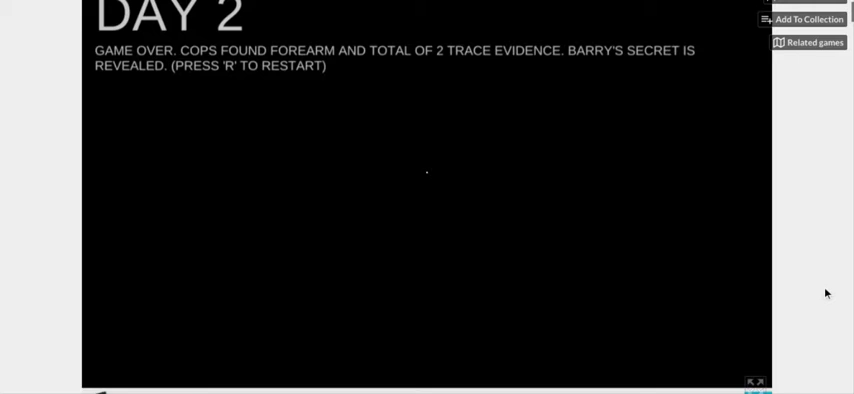 Add To Collection
Related games
DAY 2
GAME OVER. COPS FOUND FOREARM AND TOTAL OF 2 TRACE EVIDENCE. BARRY'S SECRET IS
REVEALED. (PRESS 'R' TO RESTART)